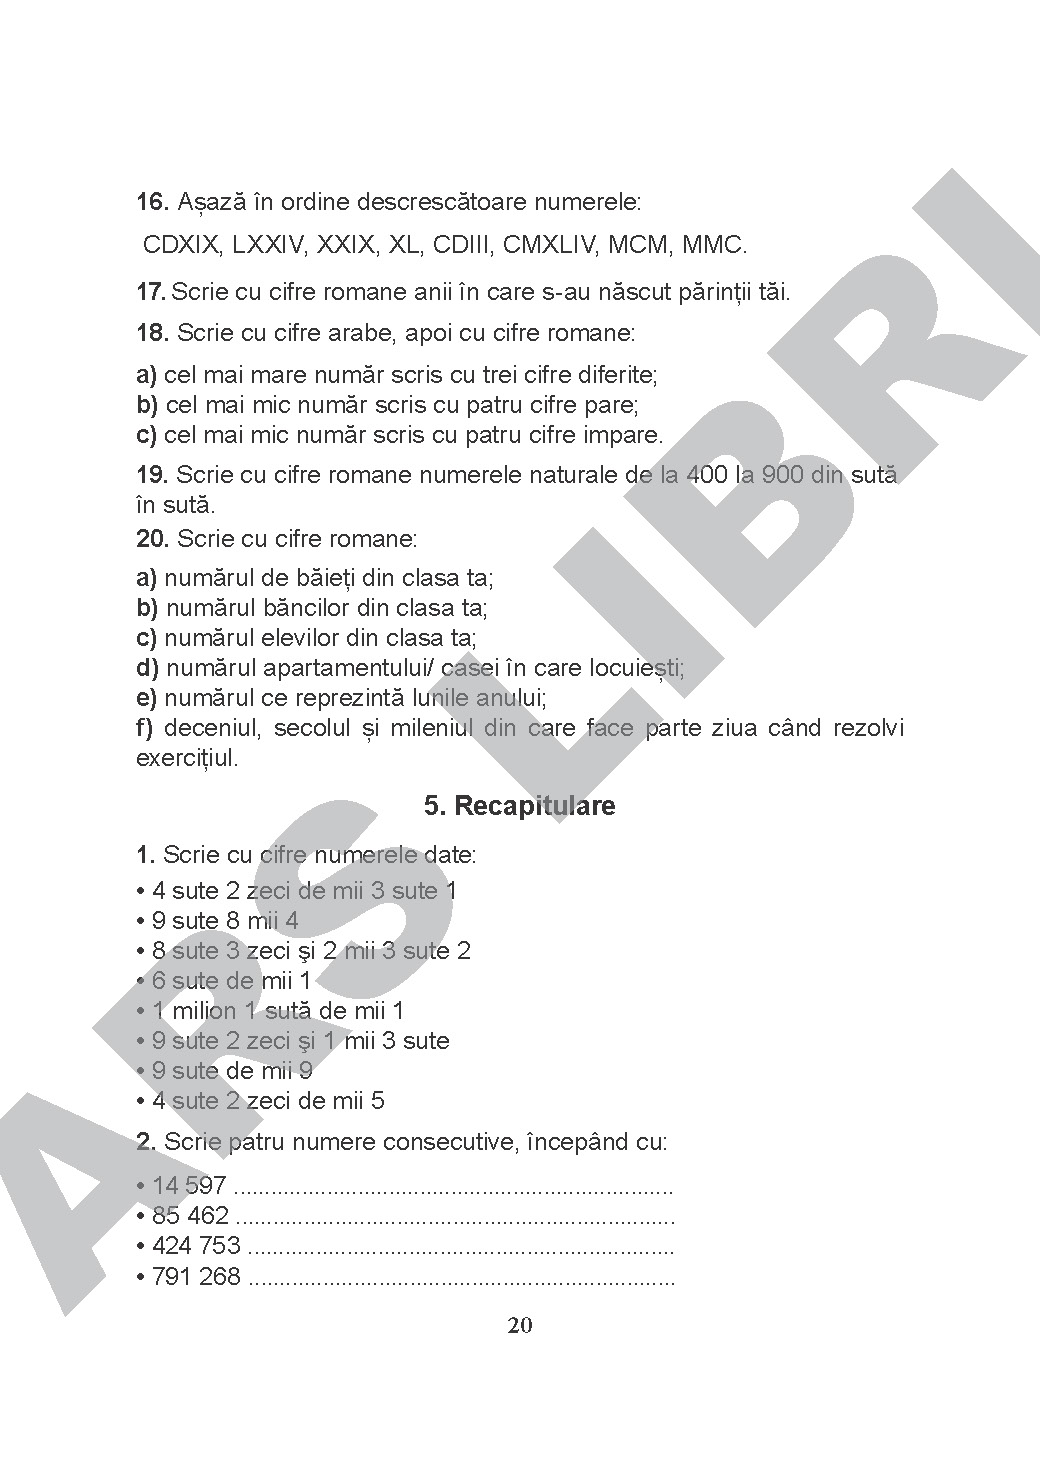 16. Așază în ordine descrescătoare numerele:
CDXIX, LXXIV, XXIX, XL, CDIII, CMXLIV, MCM, MMC.
17. Scrie cu cifre romane anii în care s-au născut părinții tăi.
18. Scrie cu cifre arabe, apoi cu cifre romane:
a) cel mai mare număr scris cu trei cifre diferite;
b) cel mai mic număr scris cu patru cifre pare;
c) cel mai mic număr scris cu patru cifre impare.
19. Scrie cu cifre romane numerele naturale de la 400 la 900 din sută
în sută.
20. Scrie cu cifre romane:
a) numărul de băieți din clasa ta;
b) numărul băncilor din clasa ta;
c) numărul elevilor din clasa ta;
d) numărul apartamentului/ casei în care locuiești;
e) numărul ce reprezintă lunile anului;
f) deceniul, secolul și mileniul din care face parte ziua când rezolvi
exercițiul.
5. Recapitulare
1. Scrie cu cifre numerele date:
• 4 sute 2 zeci de mii 3 sute 1
• 9 sute 8 mii 4
• 8 sute 3 zeci şi 2 mii 3 sute 2
• 6 sute de mii 1
• 1 milion 1 sută de mii 1
• 9 sute 2 zeci şi 1 mii 3 sute
• 9 sute de mii 9
• 4 sute 2 zeci de mii 5
2. Scrie patru numere consecutive, începând cu:
• 14 597 .......................................................................
• 85 462 .......................................................................
• 424 753 .....................................................................
• 791 268 .....................................................................
20
ARS LIBRI